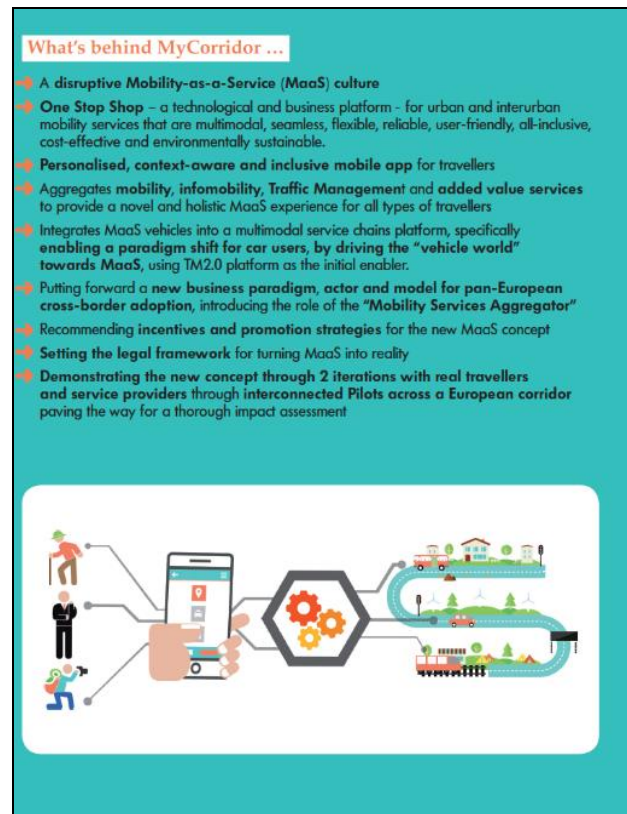 What's behind MyCorridor ...
A disruptive Mobility-as-a-Service (MaaS) culture
One Stop Shop – a technological and business platform - for urban and interurban
mobility services that are multimodal, seamless, flexible, reliable, user-friendly, all-inclusive,
cost-effective and environmentally sustainable.
Personalised, context-aware and inclusive mobile app for travellers
Aggregates mobility, infomobility, Traffic Management and added value services
to provide a novel and holistic MaaS experience for all types of travellers
Integrates MaaS vehicles into a multimodal service chains platform, specifically
enabling a paradigm shift for car users, by driving the "vehicle world"
towards MaaS, using TM2.0 platform as the initial enabler.
Putting forward a new business paradigm, actor and model for pan-European
cross-border adoption, introducing the role of the "Mobility Services Aggregator"
Recommending incentives and promotion strategies for the new MaaS concept
Setting the legal framework for turning MaaS into reality
Demonstrating the new concept through 2 iterations with real travellers
and service providers through interconnected Pilots across a European corridor
paving the way for a thorough impact assessment